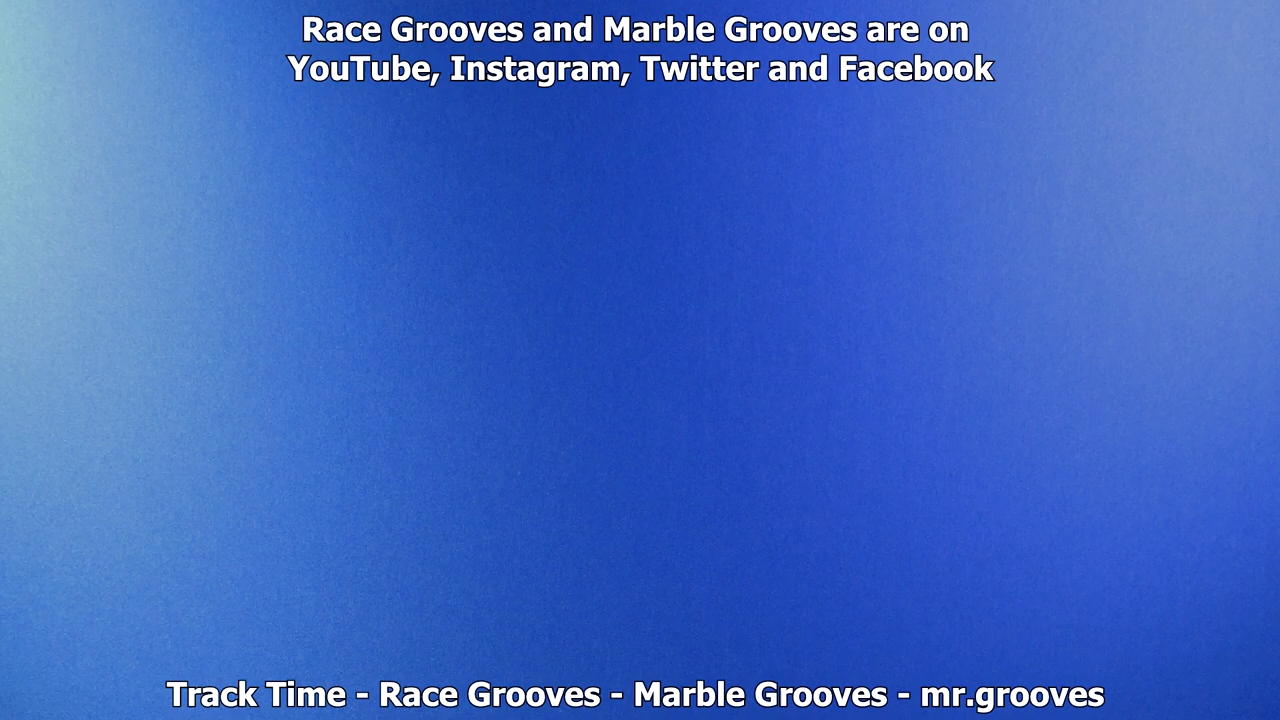 Race Grooves and Marble Grooves are on
YouTube, Instagram, Twitter and Facebook
Track Time - Race Grooves - Marble Grooves - mr.grooves